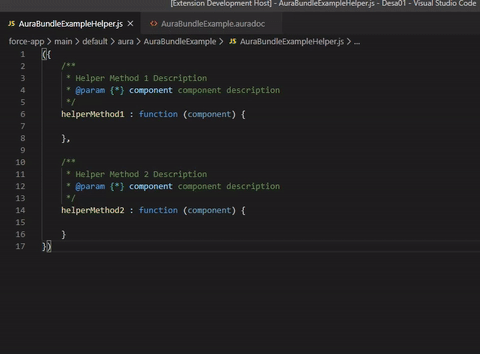 [Extension Development Host] - AuraBundleExampleHelper.js - Desa01 - Visual Studio Code
JS AuraBundleExampleHelper.js × <> AuraBundleExample.auradoc
force-app > main > default > aura > AuraBundleExample > JS AuraBundleExampleHelper.js > ...
1 ({
2 /**
3 * Helper Method 1 Description
4 * @param {*} component component description
5 */
6 helperMethod1 : function (component) {
7
8 },
9
10 /**
11 * Helper Method 2 Description
12 * @param {*} component component description
13 */
14 helperMethod2 : function (component) {
15
16 }
17 })